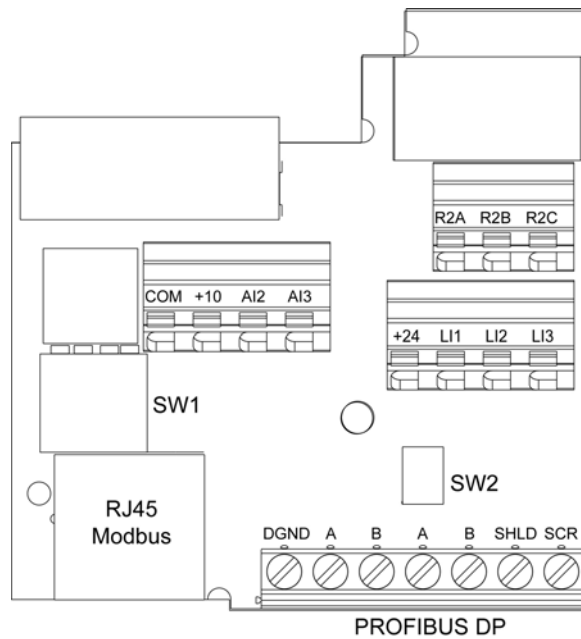 R2A R2B R2C
COM +10 AI2 AI3
+24 LI1 LI2 LI3
SW1
SW2
RJ45
Modbus
DGND A B A B SHLD SCR
PROFIBUS DP